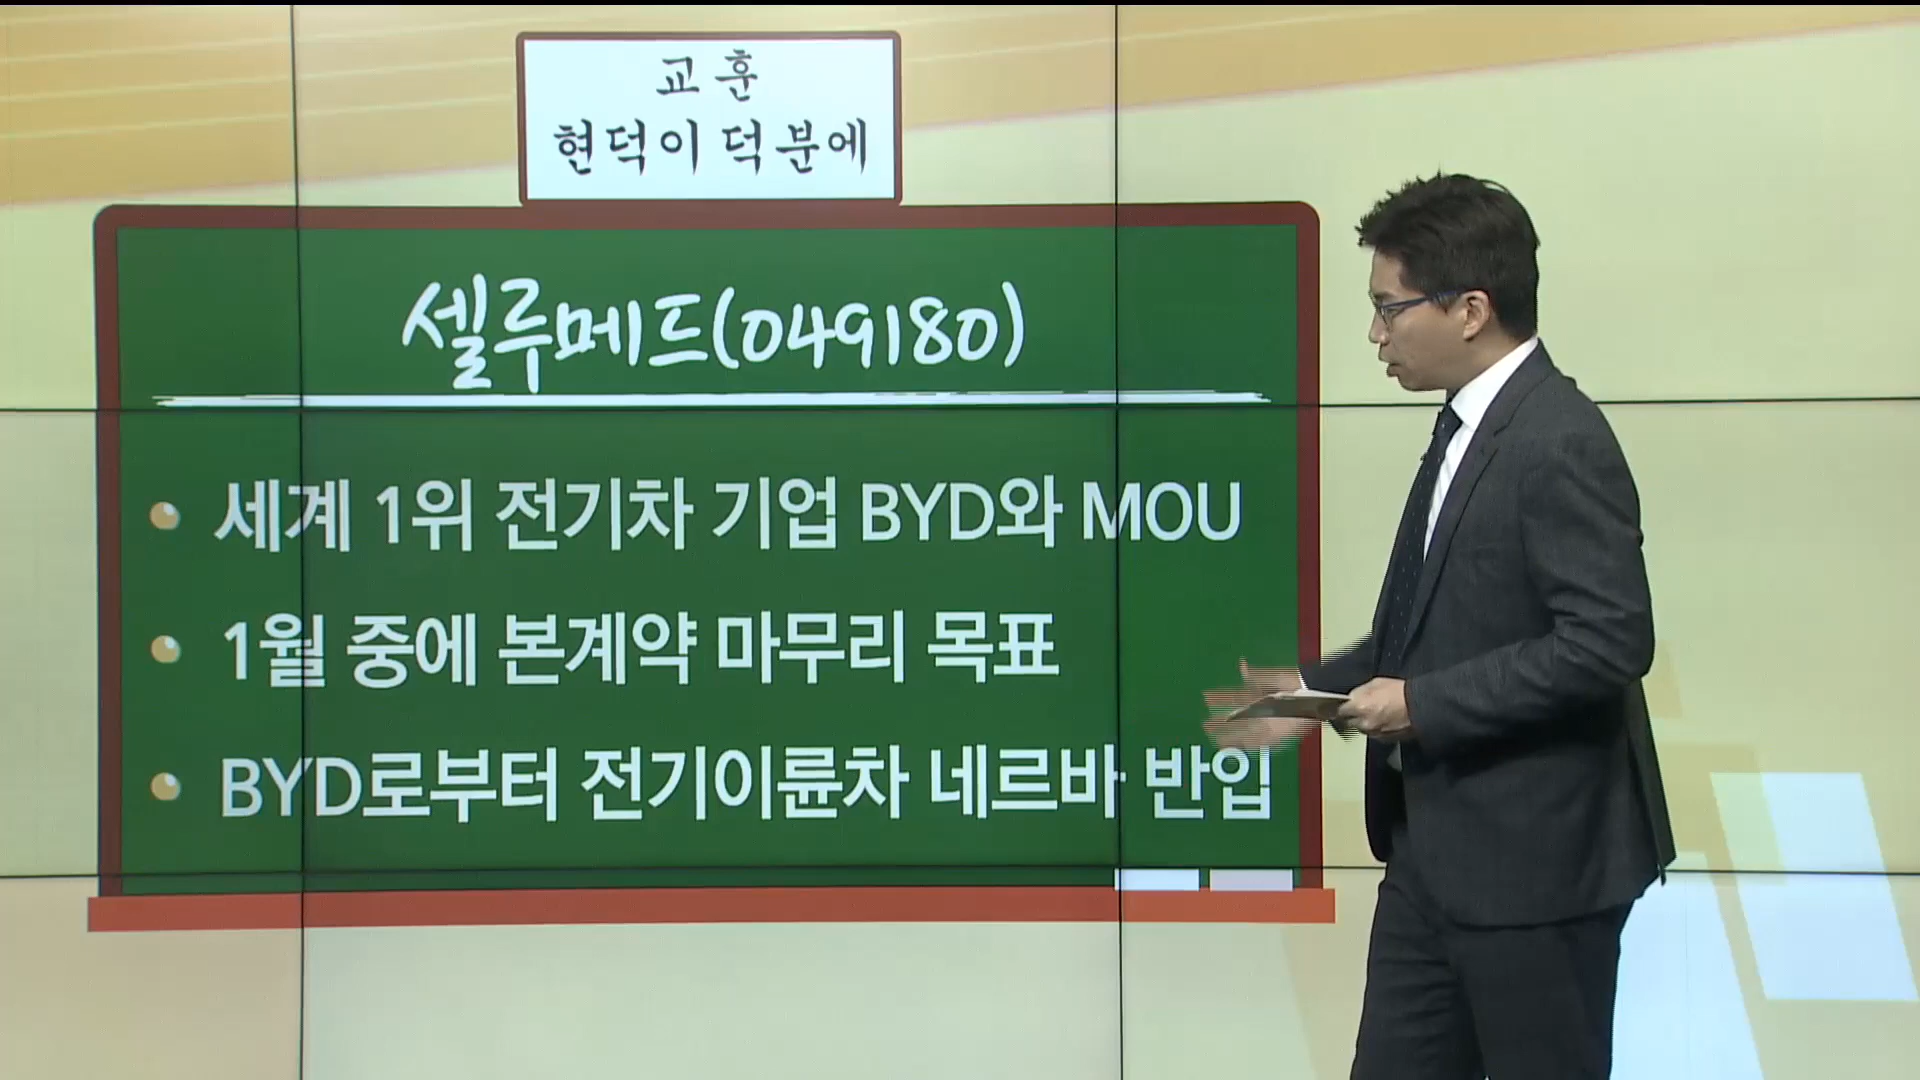 교훈
현덕이 덕분에
셀루메드(049180)
세계 1위 전기차 기업 BYD와 MOU
1월 중에 본계약 마무리 목표
BYD로부터 전기이륜차 네르바 반입